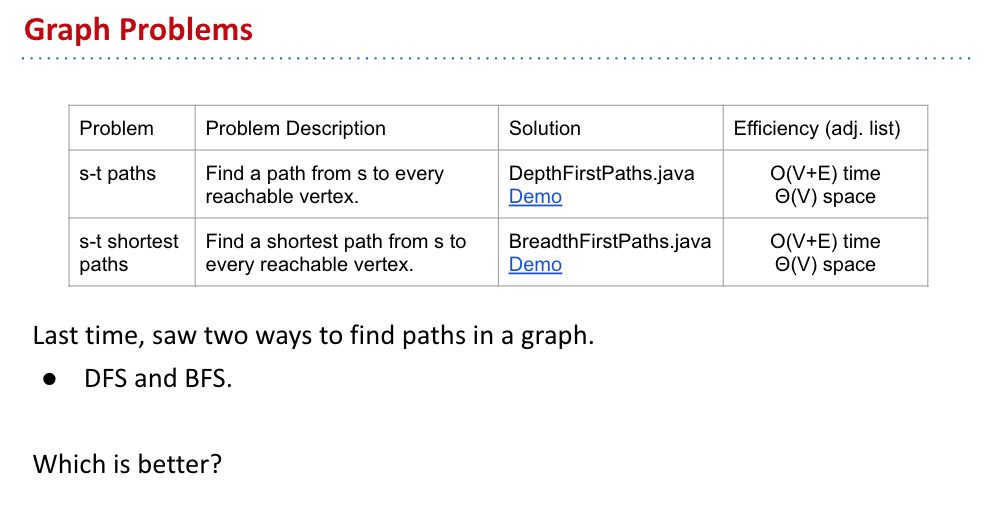 Graph Problems
Problem
Problem Description
Solution
Efficiency (adj. list)
s-t paths
Find a path from s to every
reachable vertex.
DepthFirstPaths.java
Demo
O(V+E) time
Θ(V) space
s-t shortest
paths
Find a shortest path from s to
every reachable vertex.
BreadthFirstPaths.java
Demo
O(V+E) time
Θ(V) space
Last time, saw two ways to find paths in a graph.
● DFS and BFS.
Which is better?